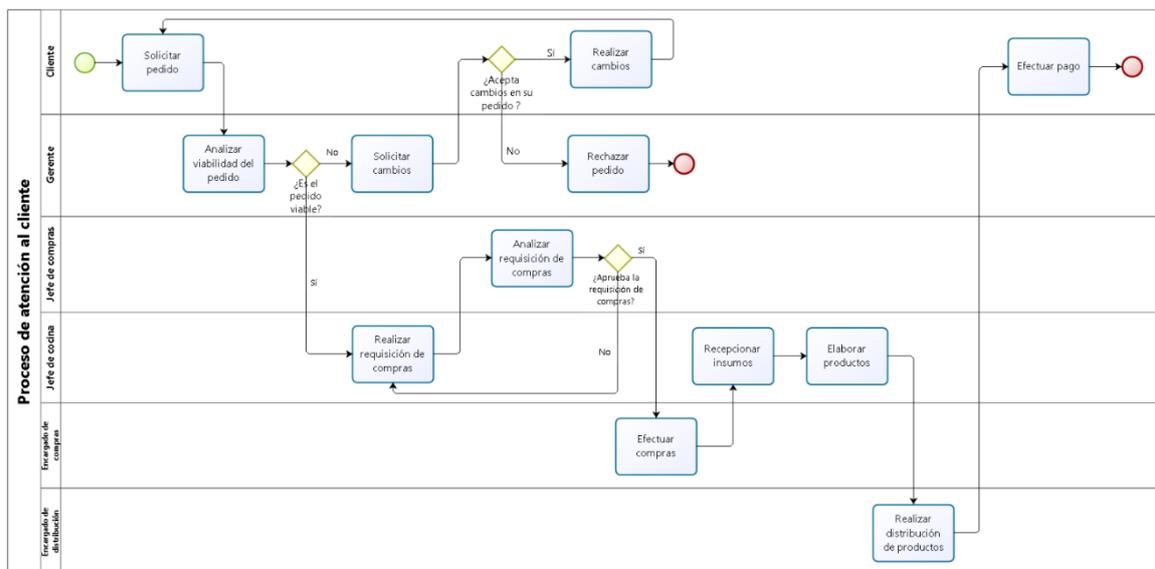 Proceso de atención al cliente
Cliente
Solicitar
pedido
¿Acepta
cambios en su
pedido ?
Sí
Realizar
cambios
Efectuar pago
Gerente
Analizar
viabilidad del
pedido
¿Es el
pedido
viable?
No
Solicitar
cambios
No
Rechazar
pedido
Jefe de compras
Sí
Analizar
requisición de
compras
¿Aprueba la
requisición de
compras?
Sí
Jefe de cocina
Realizar
requisición de
compras
No
Recepcionar
insumos
Elaborar
productos
Encargado de
compras
Efectuar
compras
Encargado de
distribución
Realizar
distribución
de productos